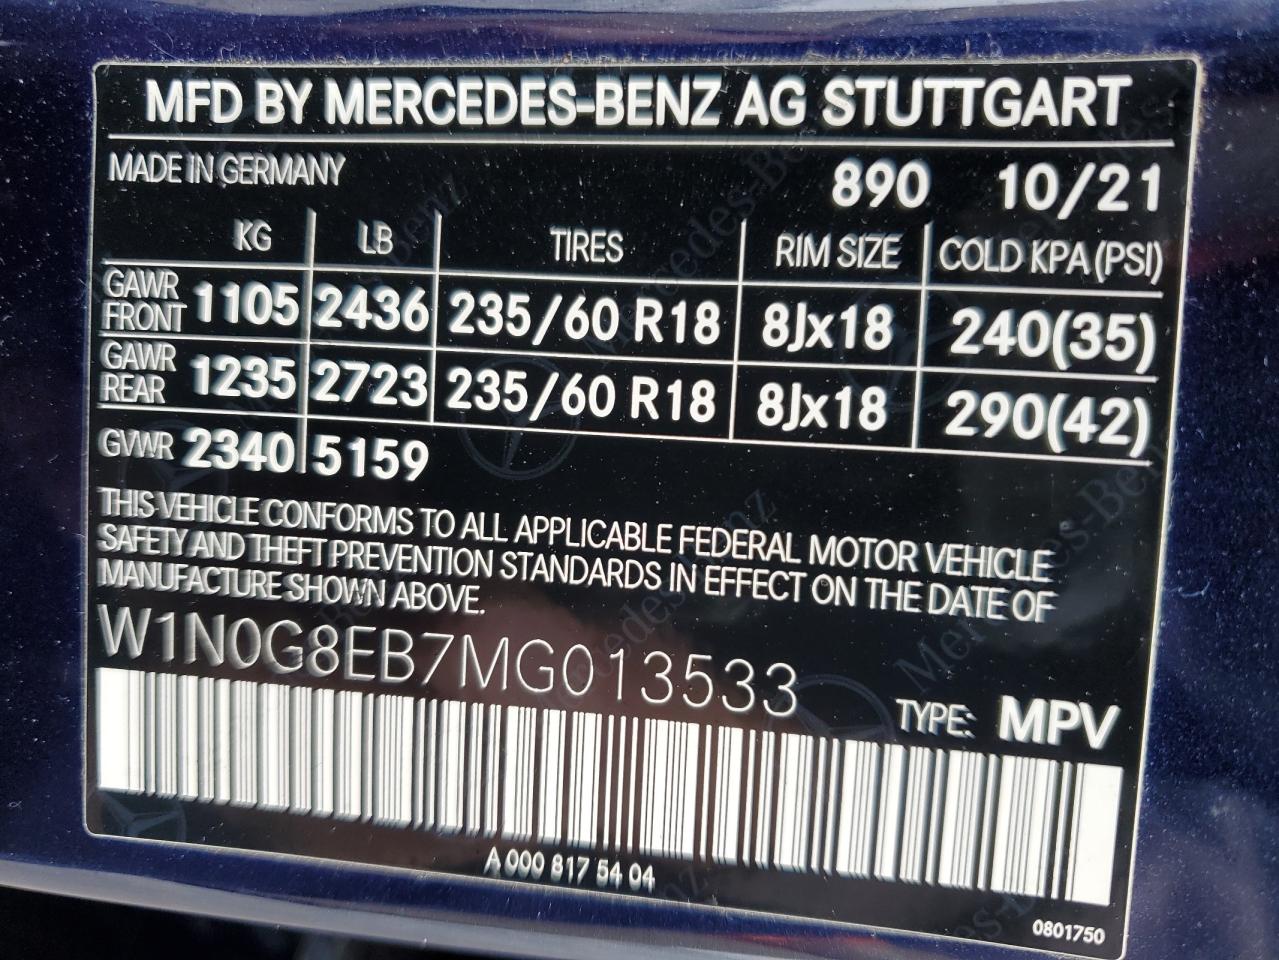 MFD BY MERCEDES-BENZ AG STUTTGART
MADE IN GERMANY 890 10/21
KG LB TIRES RIM SIZE COLD KPA (PSI)
GAWR FRONT 1105 2436 235/60 R18 8Jx18 240(35)
GAWR REAR 1235 2723 235/60 R18 8Jx18 290(42)
GVWR 2340 5159
THIS VEHICLE CONFORMS TO ALL APPLICABLE FEDERAL MOTOR VEHICLE
SAFETY AND THEFT PREVENTION STANDARDS IN EFFECT ON THE DATE OF
MANUFACTURE SHOWN ABOVE.
W1N0G8EB7MG013533
TYPE: MPV
A 000 817 54 04
0801750